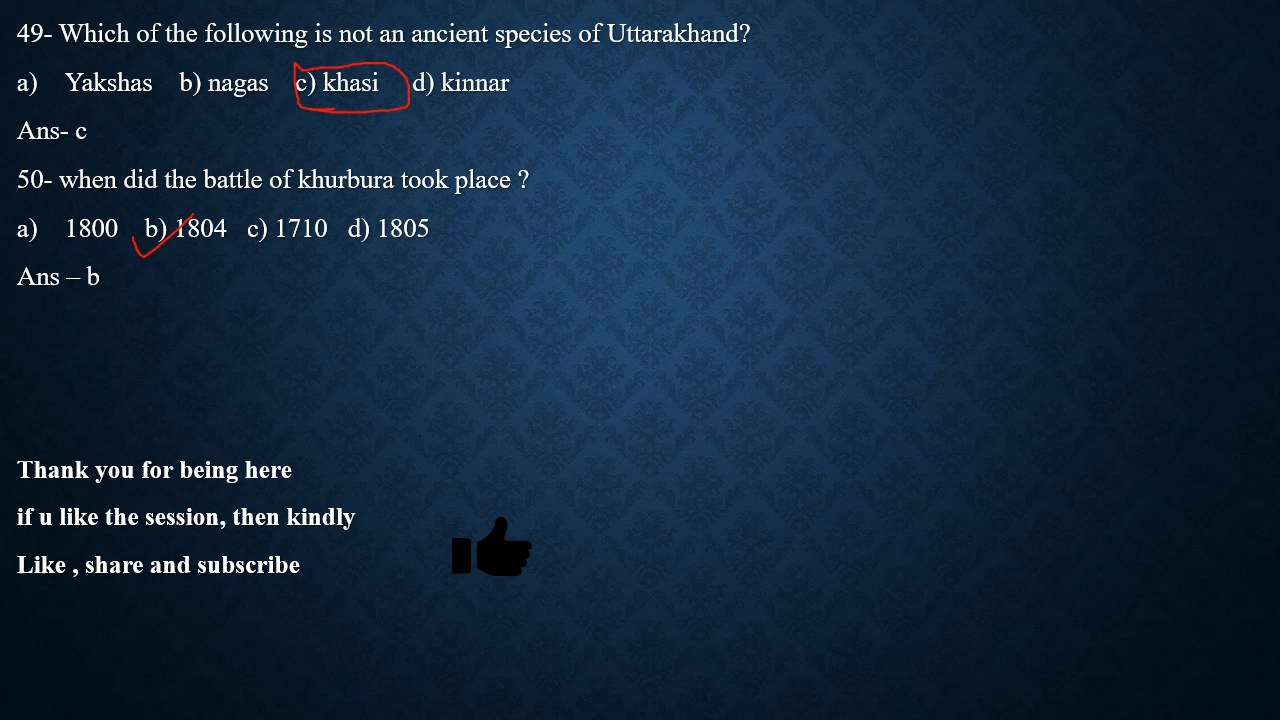 49- Which of the following is not an ancient species of Uttarakhand?
a) Yakshas b) nagas c) khasi d) kinnar
Ans- c
50- when did the battle of khurbura took place ?
a) 1800 b) 1804 c) 1710 d) 1805
Ans – b
Thank you for being here
if u like the session, then kindly
Like , share and subscribe